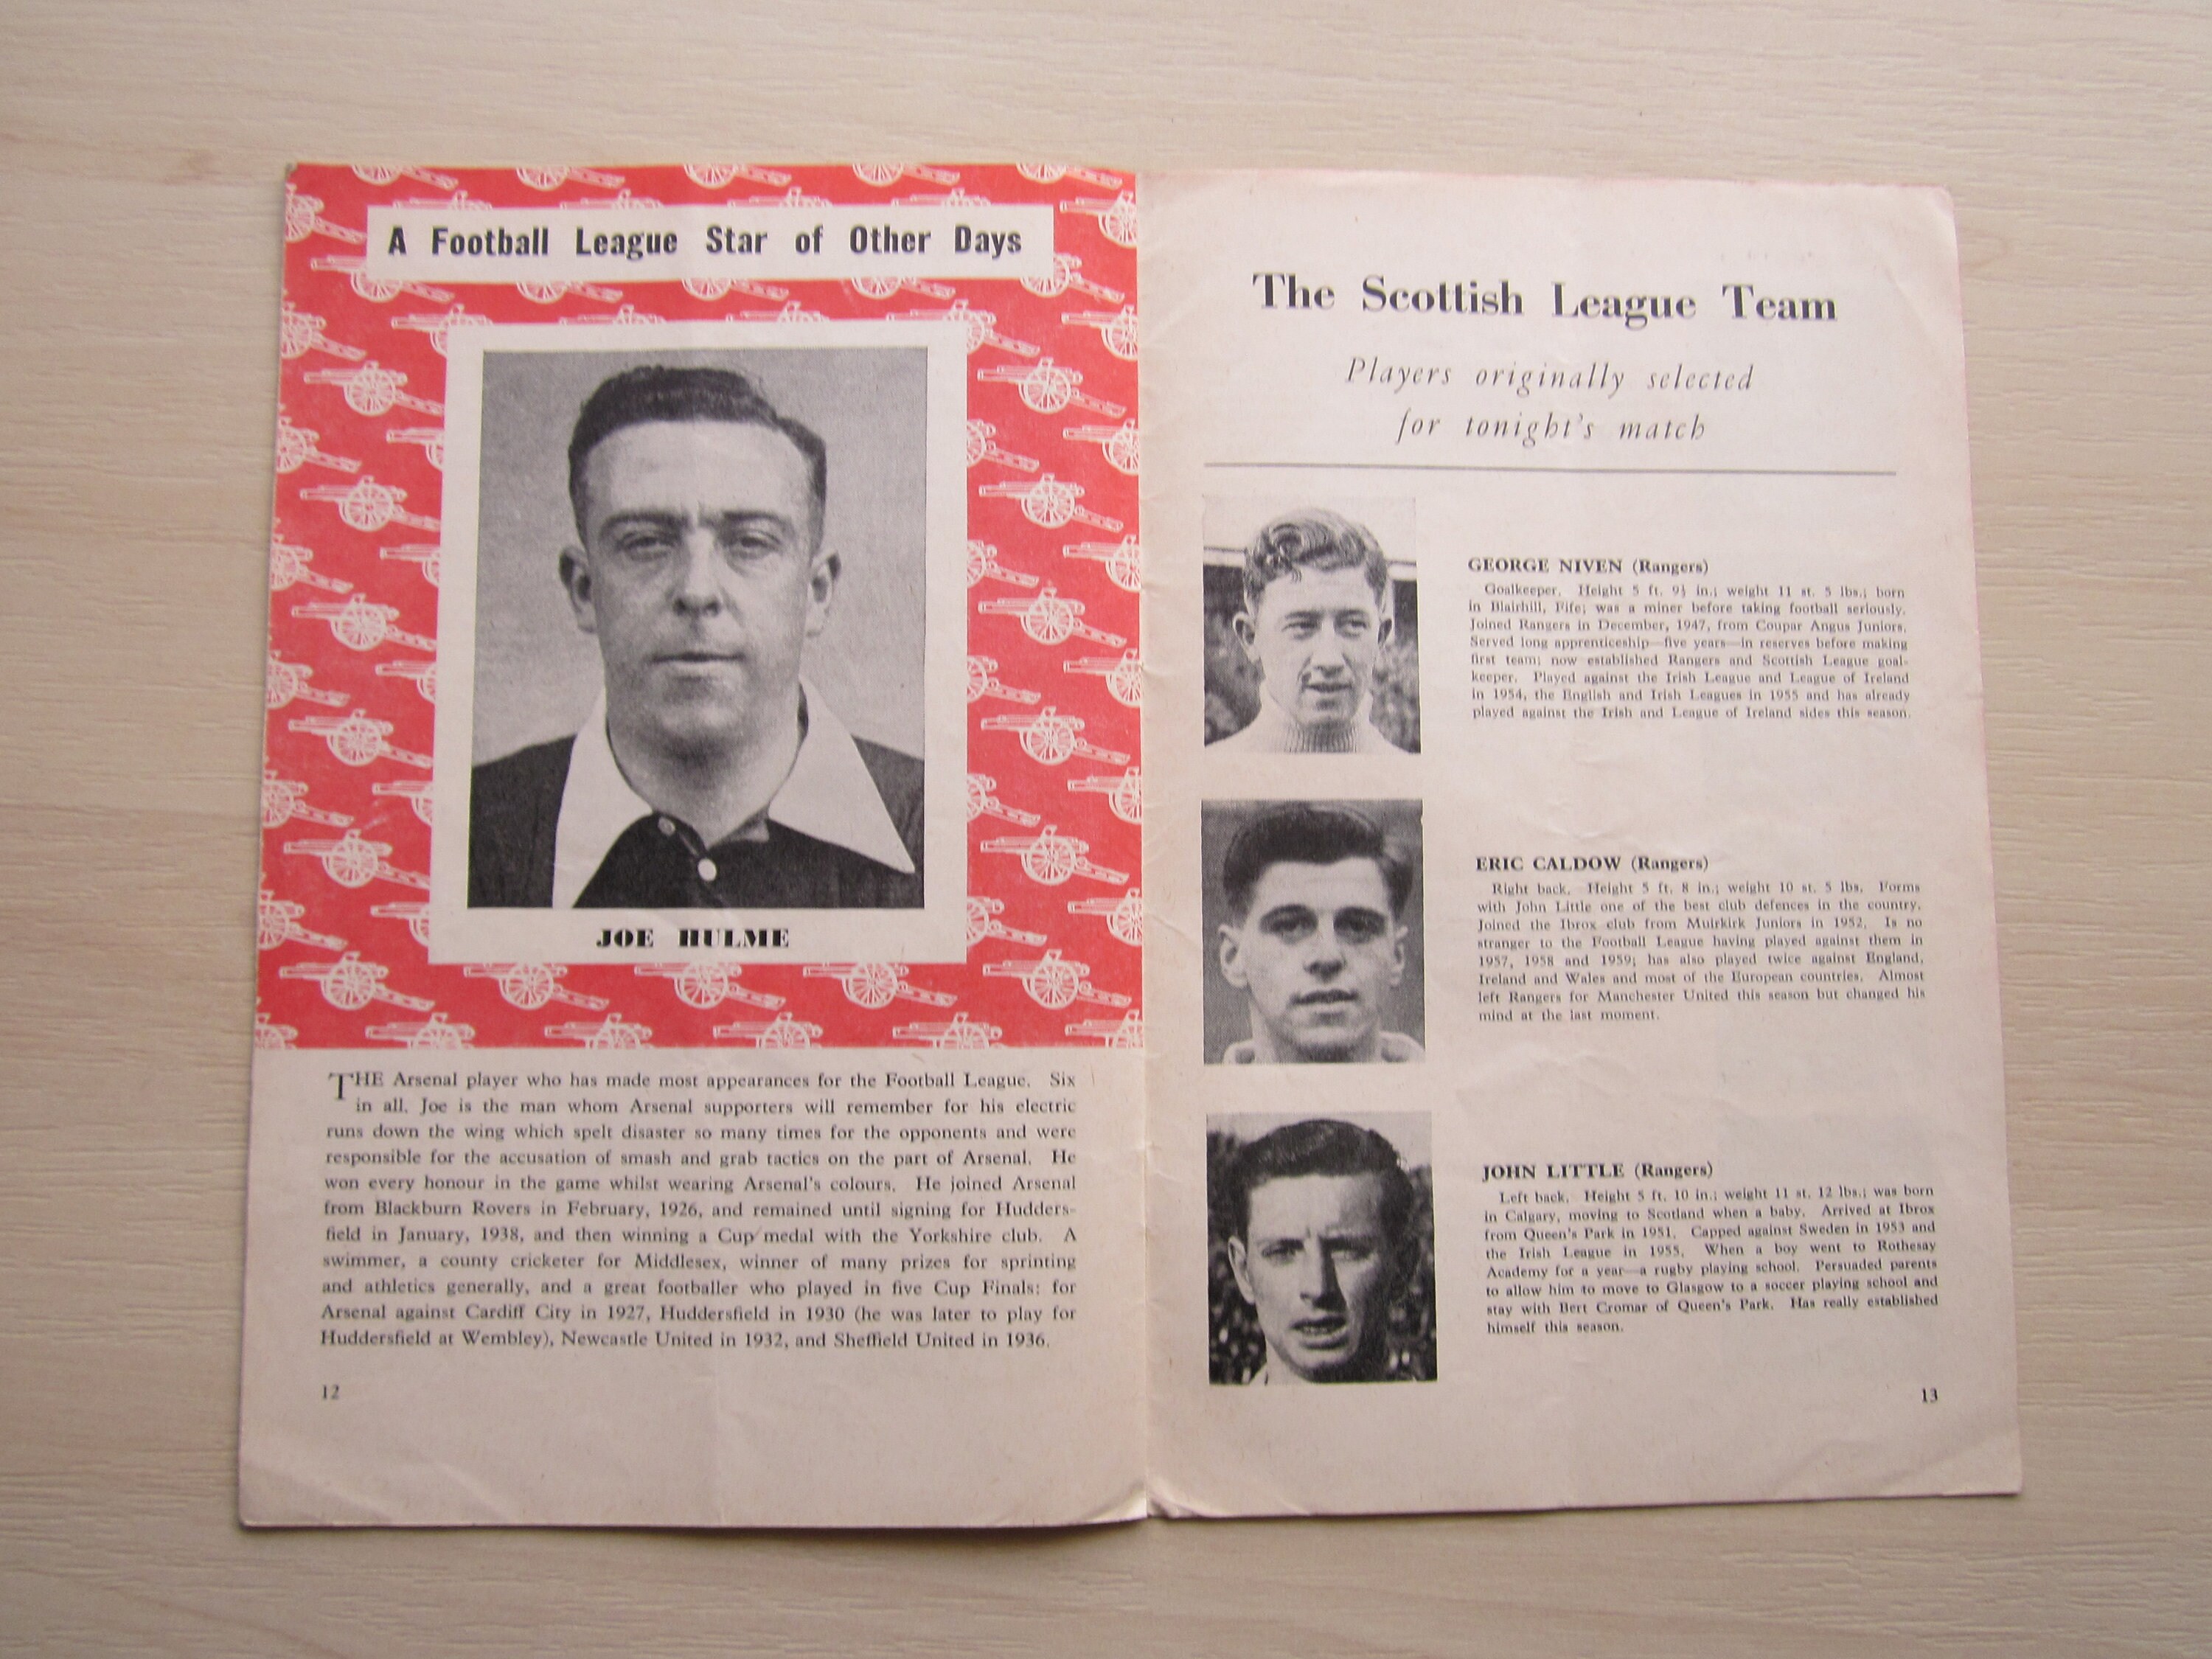 A Football League Star of Other Days
JOE HULME
THE Arsenal player who has made most appearances for the Football League. Six
in all, Joe is the man whom Arsenal supporters will remember for his electric
runs down the wing which spelt disaster so many times for the opponents and were
responsible for the accusation of smash and grab tactics on the part of Arsenal. He
won every honour in the game whilst wearing Arsenal's colours. He joined Arsenal
from Blackburn Rovers in February, 1926, and remained until signing for Hudders-
field in January, 1938, and then winning a Cup medal with the Yorkshire club. A
swimmer, a county cricketer for Middlesex, winner of many prizes for sprinting
and athletics generally, and a great footballer who played in five Cup Finals: for
Arsenal against Cardiff City in 1927, Huddersfield in 1930 (he was later to play for
Huddersfield at Wembley), Newcastle United in 1932, and Sheffield United in 1936.
12
The Scottish League Team
Players originally selected
for tonight's match
GEORGE NIVEN (Rangers)
Goalkeeper. Height 5 ft. 9½ in.; weight 11 st. 5 lbs.; born
in Blairhill, Fife; was a miner before taking football seriously.
Joined Rangers in December, 1947, from Coupar Angus Juniors.
Served long apprenticeship—five years—in reserves before making
first team; now established Rangers and Scottish League goal-
keeper. Played against the Irish League and League of Ireland
in 1954, the English and Irish Leagues in 1955 and has already
played against the Irish and League of Ireland sides this season.
ERIC CALDOW (Rangers)
Right back. Height 5 ft. 8 in.; weight 10 st. 5 lbs. Forms
with John Little one of the best club defences in the country.
Joined the Ibrox club from Muirkirk Juniors in 1952. Is no
stranger to the Football League having played against them in
1957, 1958 and 1959; has also played twice against England,
Ireland and Wales and most of the European countries. Almost
left Rangers for Manchester United this season but changed his
mind at the last moment.
JOHN LITTLE (Rangers)
Left back. Height 5 ft. 10 in.; weight 11 st. 12 lbs.; was born
in Calgary, moving to Scotland when a baby. Arrived at Ibrox
from Queen's Park in 1951. Capped against Sweden in 1953 and
the Irish League in 1955. When a boy went to Rothesay
Academy for a year—a rugby playing school. Persuaded parents
to allow him to move to Glasgow to a soccer playing school and
stay with Bert Cromar of Queen's Park. Has really established
himself this season.
13